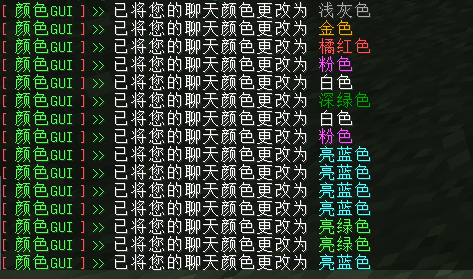 [ 颜色GUI ] >> 已将您的聊天颜色更改为 浅灰色
[ 颜色GUI ] >> 已将您的聊天颜色更改为 金色
[ 颜色GUI ] >> 已将您的聊天颜色更改为 橘红色
[ 颜色GUI ] >> 已将您的聊天颜色更改为 粉色
[ 颜色GUI ] >> 已将您的聊天颜色更改为 白色
[ 颜色GUI ] >> 已将您的聊天颜色更改为 深绿色
[ 颜色GUI ] >> 已将您的聊天颜色更改为 白色
[ 颜色GUI ] >> 已将您的聊天颜色更改为 粉色
[ 颜色GUI ] >> 已将您的聊天颜色更改为 亮蓝色
[ 颜色GUI ] >> 已将您的聊天颜色更改为 亮蓝色
[ 颜色GUI ] >> 已将您的聊天颜色更改为 亮蓝色
[ 颜色GUI ] >> 已将您的聊天颜色更改为 亮蓝色
[ 颜色GUI ] >> 已将您的聊天颜色更改为 亮绿色
[ 颜色GUI ] >> 已将您的聊天颜色更改为 亮绿色
[ 颜色GUI ] >> 已将您的聊天颜色更改为 亮蓝色